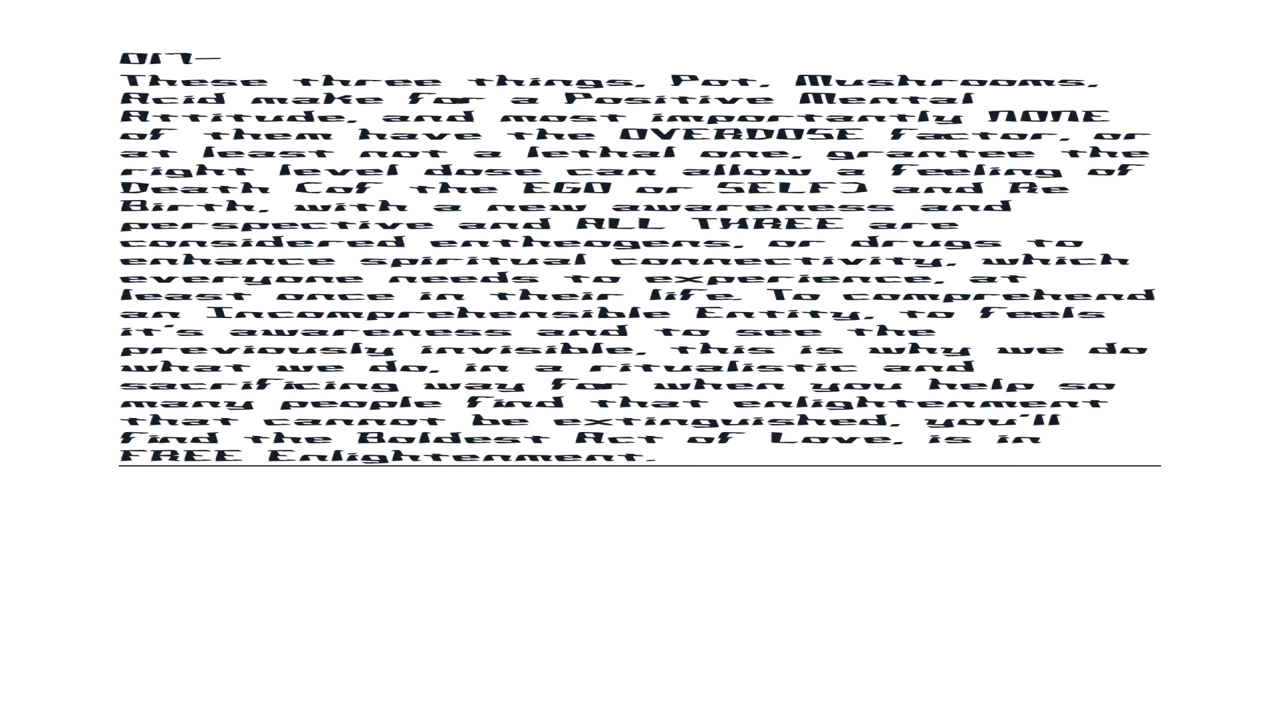 These three things, Pot, Mushrooms,
Acid make for a Positive Mental
Attitude, and most importantly NONE
of them have the OVERDOSE factor, or
at least not a lethal one, grantee the
right level dose can allow a feeling of
Death (of the EGO or SELF) and Re
Birth, with a new awareness and
perspective and ALL THREE are
considered entheogens, or drugs to
enhance spiritual connectivity, which
everyone needs to experience, at
least once in their life. To comprehend
an Incomprehensible Entity, to feels
it's awareness and to see the
previously invisible, this is why we do
what we do, in a ritualistic and
sacrificing way for when you help so
many people find that enlightenment
that cannot be extinguished, you'll
find the Boldest Act of Love, is in
FREE Enlightenment.